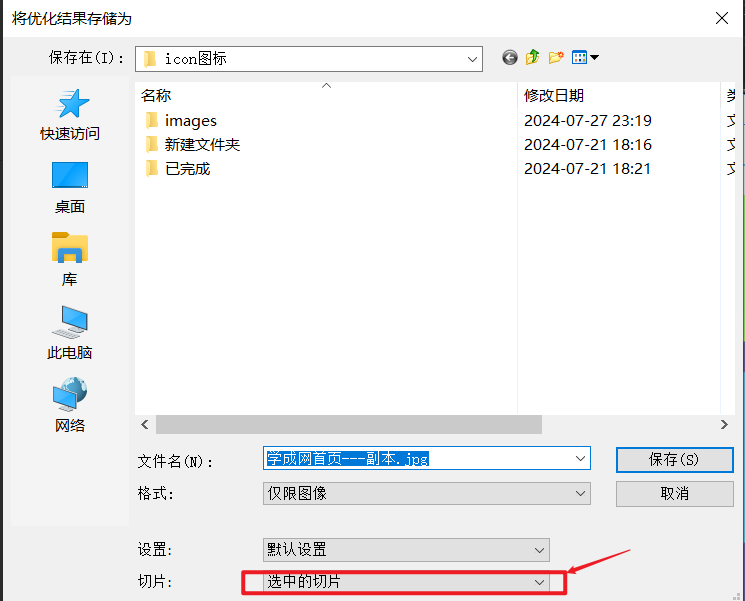 将优化结果存储为
保存在(I): icon图标
名称 修改日期
images 2024-07-27 23:19
新建文件夹 2024-07-21 18:16
已完成 2024-07-21 18:21
快速访问
桌面
库
此电脑
网络
文件名(N): 学成网首页---副本.jpg 保存(S)
格式: 仅限图像 取消
设置: 默认设置
切片: 选中的切片